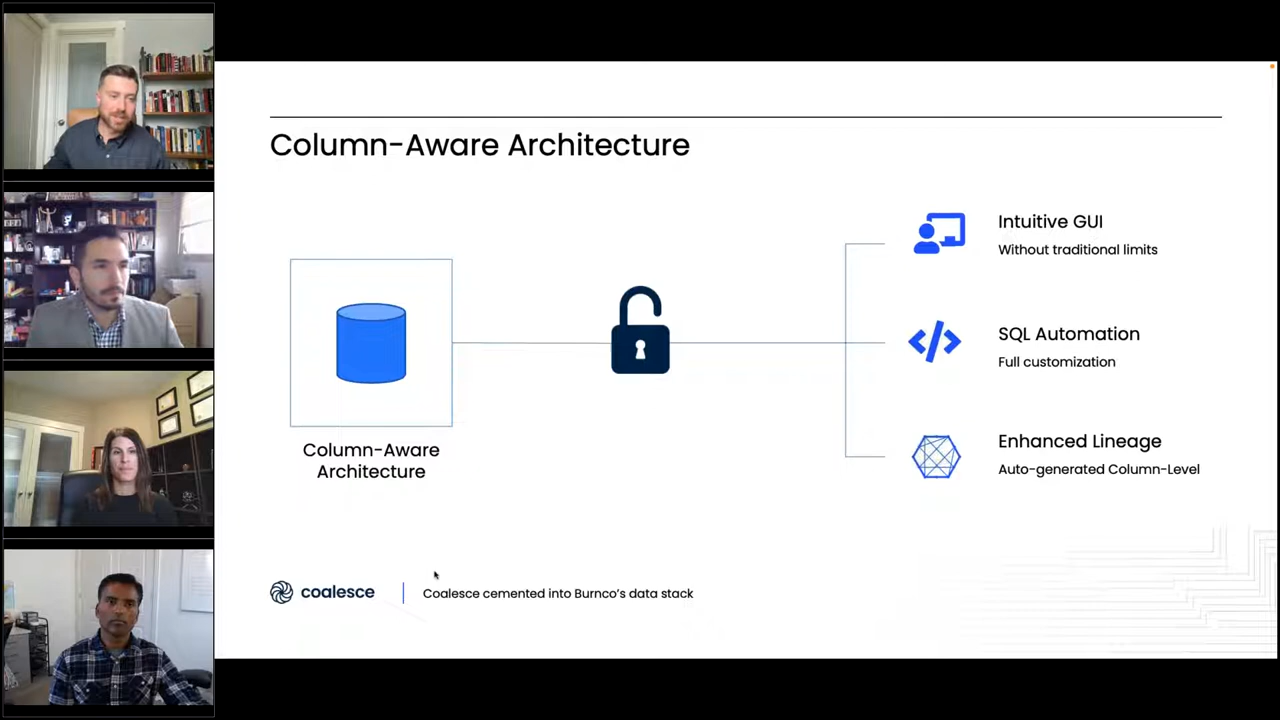 Column-Aware Architecture
Column-Aware
Architecture
Intuitive GUI
Without traditional limits
SQL Automation
Full customization
Enhanced Lineage
Auto-generated Column-Level
coalesce
Coalesce cemented into Burnco's data stack